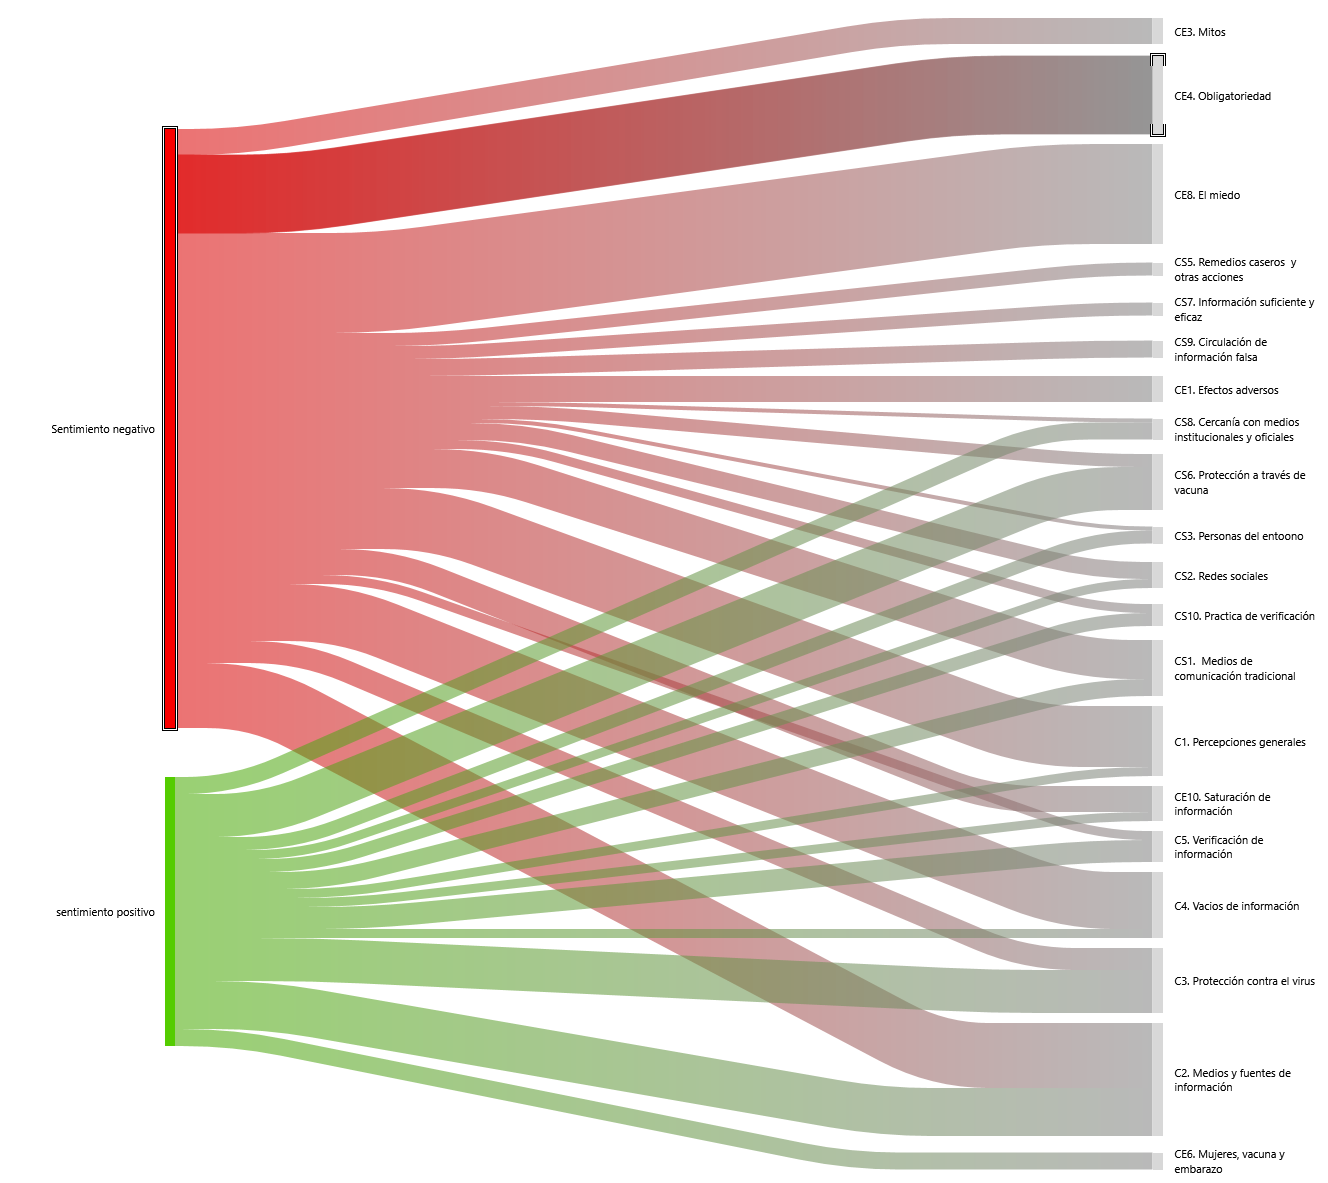 CE3. Mitos
CE4. Obligatoriedad
CE8. El miedo
CS5. Remedios caseros y
otras acciones
CS7. Información suficiente y
eficaz
CS9. Circulación de
información falsa
CE1. Efectos adversos
CS8. Cercanía con medios
institucionales y oficiales
Sentimiento negativo
CS6. Protección a través de
vacuna
CS3. Personas del entoono
CS2. Redes sociales
CS10. Practica de verificación
CS1. Medios de
comunicación tradicional
C1. Percepciones generales
CE10. Saturación de
información
C5. Verificación de
información
sentimiento positivo
C4. Vacios de información
C3. Protección contra el virus
C2. Medios y fuentes de
información
CE6. Mujeres, vacuna y
embarazo